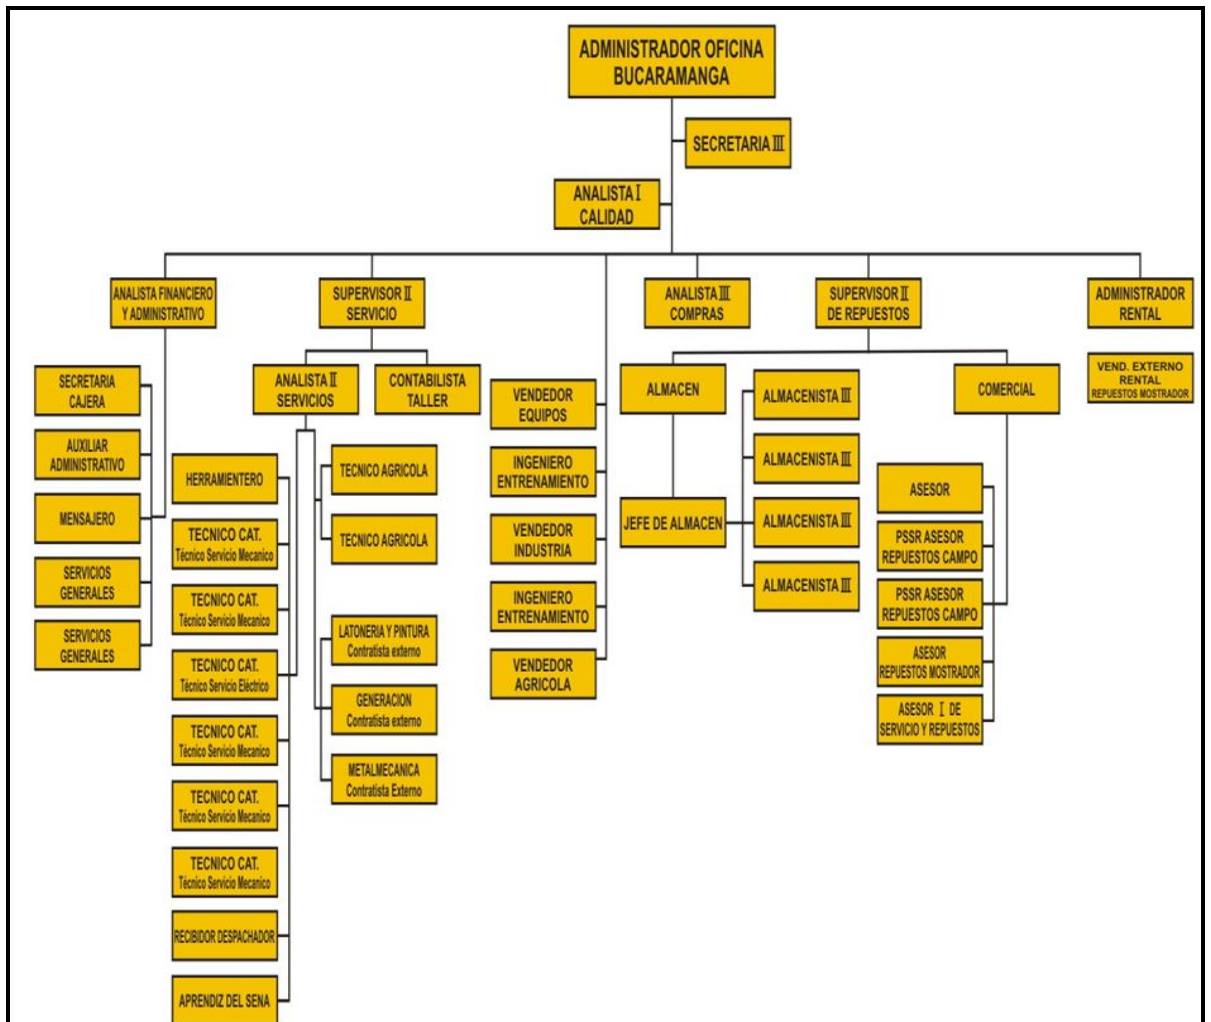 ADMINISTRADOR OFICINA
BUCARAMANGA
SECRETARIA III
ANALISTA I
CALIDAD
ANALISTA FINANCIERO
Y ADMINISTRATIVO
SUPERVISOR II
SERVICIO
ANALISTA III
COMPRAS
SUPERVISOR II
DE REPUESTOS
ADMINISTRADOR
RENTAL
VEND. EXTERNO
RENTAL
REPUESTOS MOSTRADOR
SECRETARIA
CAJERA
AUXILIAR
ADMINISTRATIVO
MENSAJERO
SERVICIOS
GENERALES
SERVICIOS
GENERALES
ANALISTA II
SERVICIOS
CONTABILISTA
TALLER
HERRAMIENTERO
TECNICO CAT.
Técnico Servicio Mecanico
TECNICO CAT.
Técnico Servicio Mecanico
TECNICO CAT.
Técnico Servicio Eléctrico
TECNICO CAT.
Técnico Servicio Mecanico
TECNICO CAT.
Técnico Servicio Mecanico
TECNICO CAT.
Técnico Servicio Mecanico
RECIBIDOR DESPACHADOR
APRENDIZ DEL SENA
TECNICO AGRICOLA
TECNICO AGRICOLA
LATONERIA Y PINTURA
Contratista externo
GENERACION
Contratista externo
METALMECANICA
Contratista Externo
VENDEDOR
EQUIPOS
INGENIERO
ENTRENAMIENTO
VENDEDOR
INDUSTRIA
INGENIERO
ENTRENAMIENTO
VENDEDOR
AGRICOLA
ALMACEN
JEFE DE ALMACEN
ALMACENISTA III
ALMACENISTA III
ALMACENISTA III
ALMACENISTA III
COMERCIAL
ASESOR
PSSR ASESOR
REPUESTOS CAMPO
PSSR ASESOR
REPUESTOS CAMPO
ASESOR
REPUESTOS MOSTRADOR
ASESOR I DE
SERVICIO Y REPUESTOS